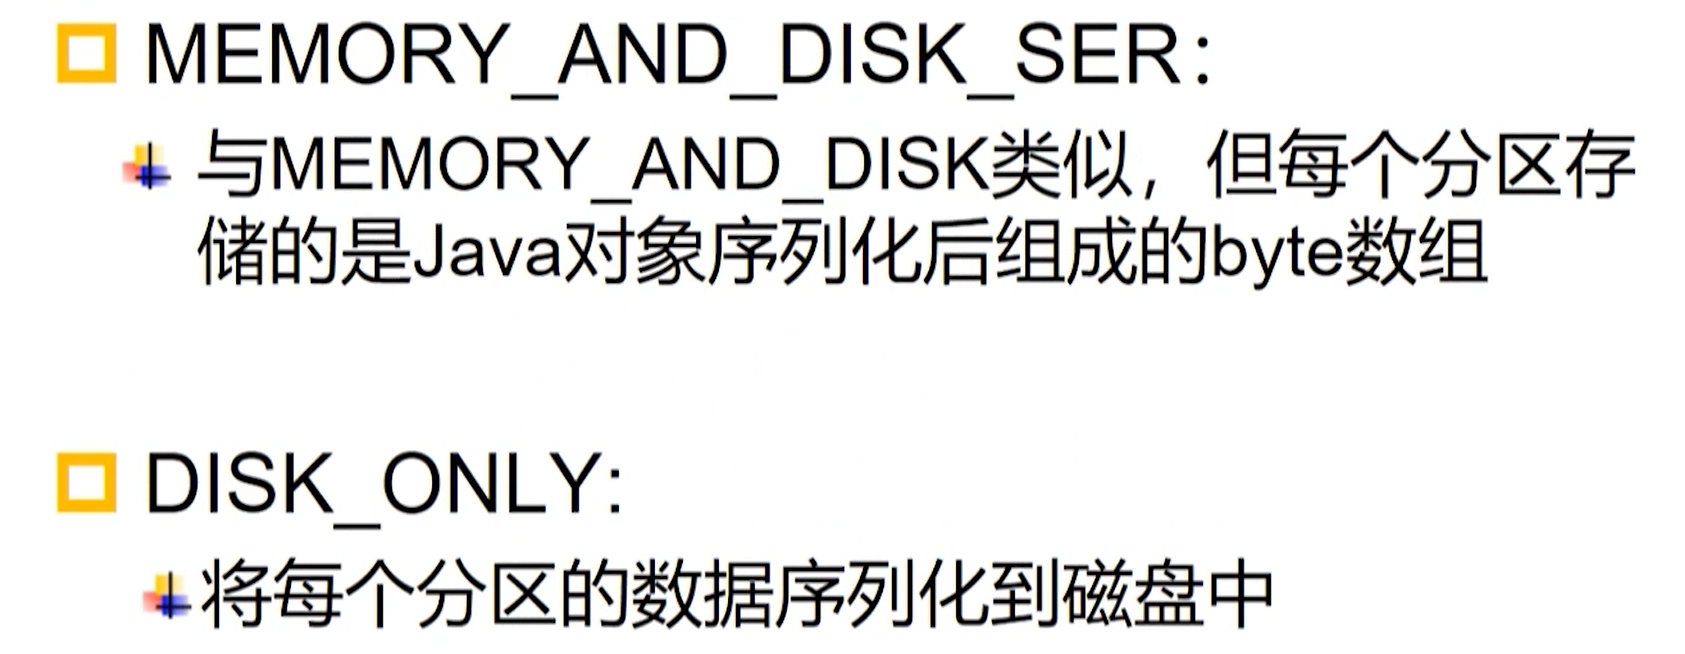 MEMORY_AND_DISK_SER：
与MEMORY_AND_DISK类似，但每个分区存
储的是Java对象序列化后组成的byte数组
DISK_ONLY:
将每个分区的数据序列化到磁盘中